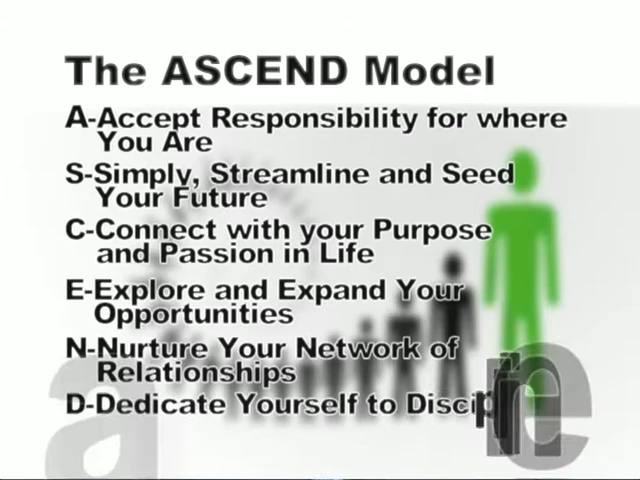 The ASCEND Model
A-Accept Responsibility for where
You Are
S-Simply, Streamline and Seed
Your Future
C-Connect with your Purpose
and Passion in Life
E-Explore and Expand Your
Opportunities
N-Nurture Your Network of
Relationships
D-Dedicate Yourself to